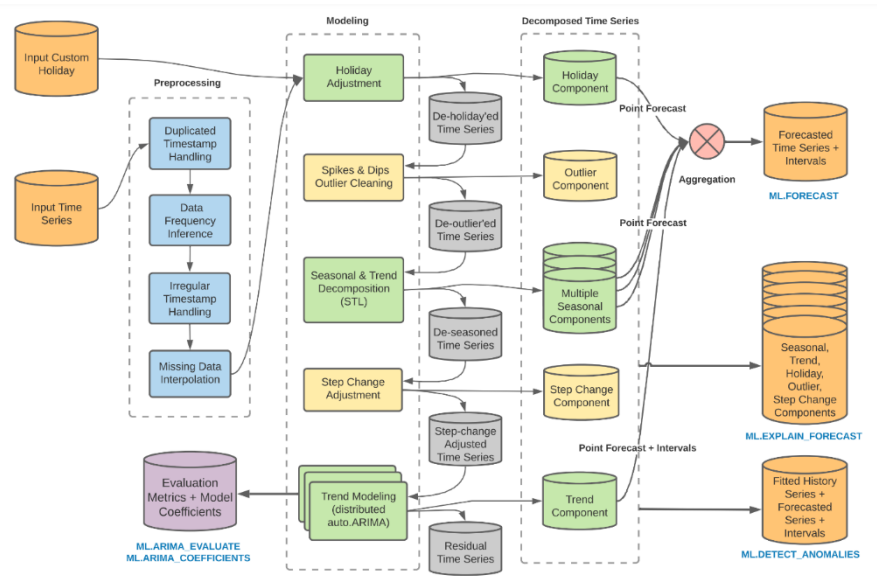 Modeling
Decomposed Time Series
Input Custom
Holiday
Preprocessing
Holiday
Adjustment
Holiday
Component
Point Forecast
De-holiday'ed
Time Series
Duplicated
Timestamp
Handling
Forecasted
Time Series +
Intervals
ML.FORECAST
Aggregation
Spikes & Dips
Outlier Cleaning
Outlier
Component
Input Time
Series
Data
Frequency
Inference
De-outlier'ed
Time Series
Point Forecast
Irregular
Timestamp
Handling
Seasonal & Trend
Decomposition
(STL)
Multiple
Seasonal
Components
De-seasoned
Time Series
Missing Data
Interpolation
Seasonal,
Trend,
Holiday,
Outlier,
Step Change
Components
ML.EXPLAIN_FORECAST
Step Change
Adjustment
Step Change
Component
Step-change
Adjusted
Time Series
Point Forecast + Intervals
Evaluation
Metrics + Model
Coefficients
ML.ARIMA_EVALUATE
ML.ARIMA_COEFFICIENTS
Trend Modeling
(distributed
auto.ARIMA)
Trend
Component
Fitted History
Series +
Forecasted
Series +
Intervals
ML.DETECT_ANOMALIES
Residual
Time Series